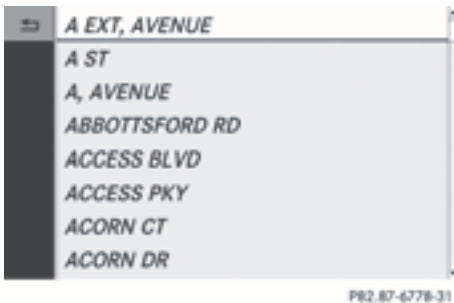 A EXT, AVENUE
A ST
A, AVENUE
ABBOTTSFORD RD
ACCESS BLVD
ACCESS PKY
ACORN CT
ACORN DR
P82.87-6778-31